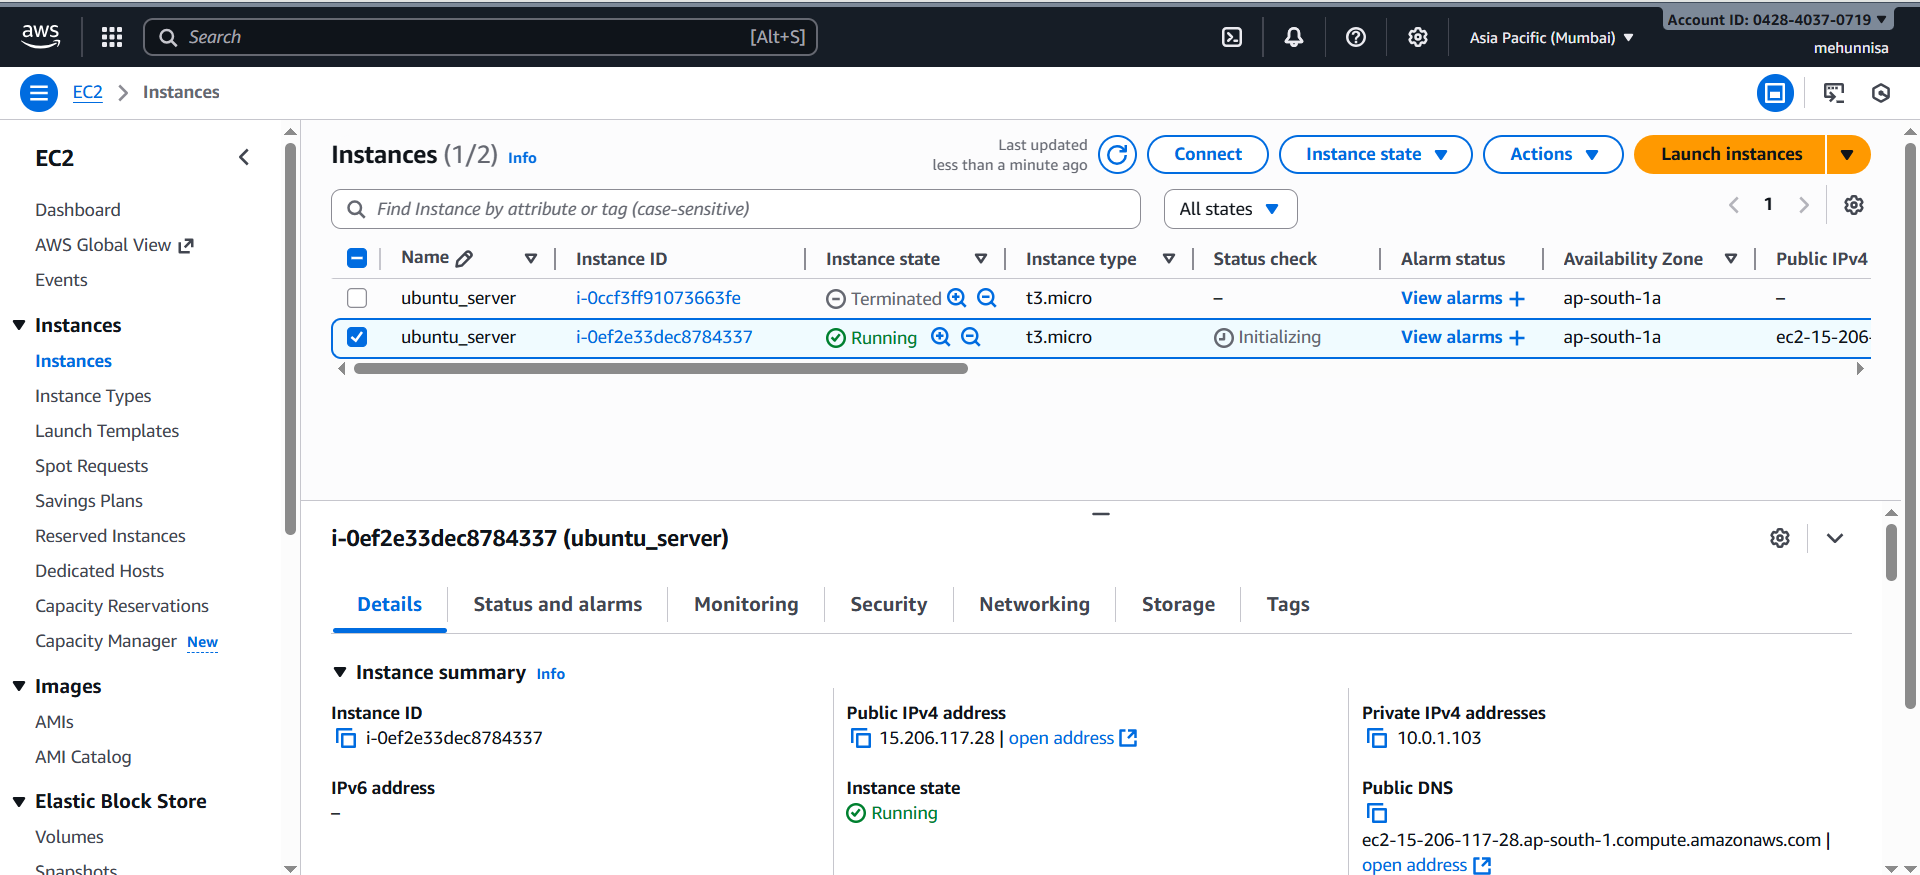 aws
Search [Alt+S]
Asia Pacific (Mumbai)
Account ID: 0428-4037-0719
mehunnisa
EC2 Instances
EC2
Dashboard
AWS Global View
Events
Instances
Instances
Instance Types
Launch Templates
Spot Requests
Savings Plans
Reserved Instances
Dedicated Hosts
Capacity Reservations
Capacity Manager New
Images
AMIs
AMI Catalog
Elastic Block Store
Volumes
Snapshots
Instances (1/2) Info
Last updated
less than a minute ago
Connect
Instance state
Actions
Launch instances
Find Instance by attribute or tag (case-sensitive)
All states
1
Name Instance ID Instance state Instance type Status check Alarm status Availability Zone Public IPv4
ubuntu_server i-0ccf3ff91073663fe Terminated t3.micro – View alarms + ap-south-1a –
ubuntu_server i-0ef2e33dec8784337 Running t3.micro Initializing View alarms + ap-south-1a ec2-15-206-
i-0ef2e33dec8784337 (ubuntu_server)
Details Status and alarms Monitoring Security Networking Storage Tags
Instance summary Info
Instance ID
i-0ef2e33dec8784337
Public IPv4 address
15.206.117.28 | open address
Private IPv4 addresses
10.0.1.103
IPv6 address
–
Instance state
Running
Public DNS
ec2-15-206-117-28.ap-south-1.compute.amazonaws.com |
open address